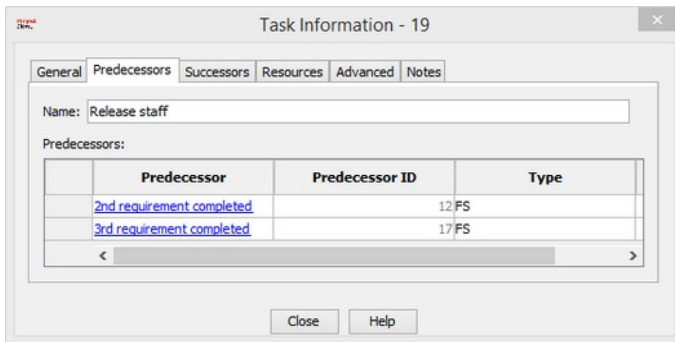 Task Information - 19
General Predecessors Successors Resources Advanced Notes
Name: Release staff
Predecessors:
Predecessor Predecessor ID Type
2nd requirement completed 12 FS
3rd requirement completed 17 FS
Close Help